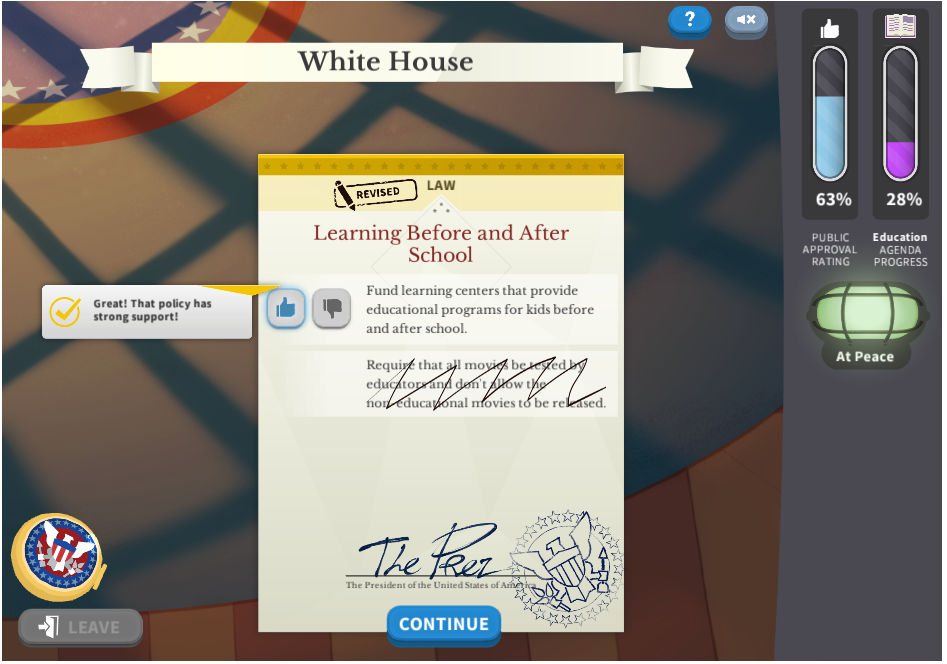 ?
White House
63%
28%
PUBLIC
APPROVAL
RATING
Education
AGENDA
PROGRESS
At Peace
REVISED
LAW
Learning Before and After
School
Great! That policy has
strong support!
Fund learning centers that provide
educational programs for kids before
and after school.
Require that all movies be tested by
educators and don't allow the
non-educational movies to be released.
The Prez
The President of the United States of America
LEAVE
CONTINUE